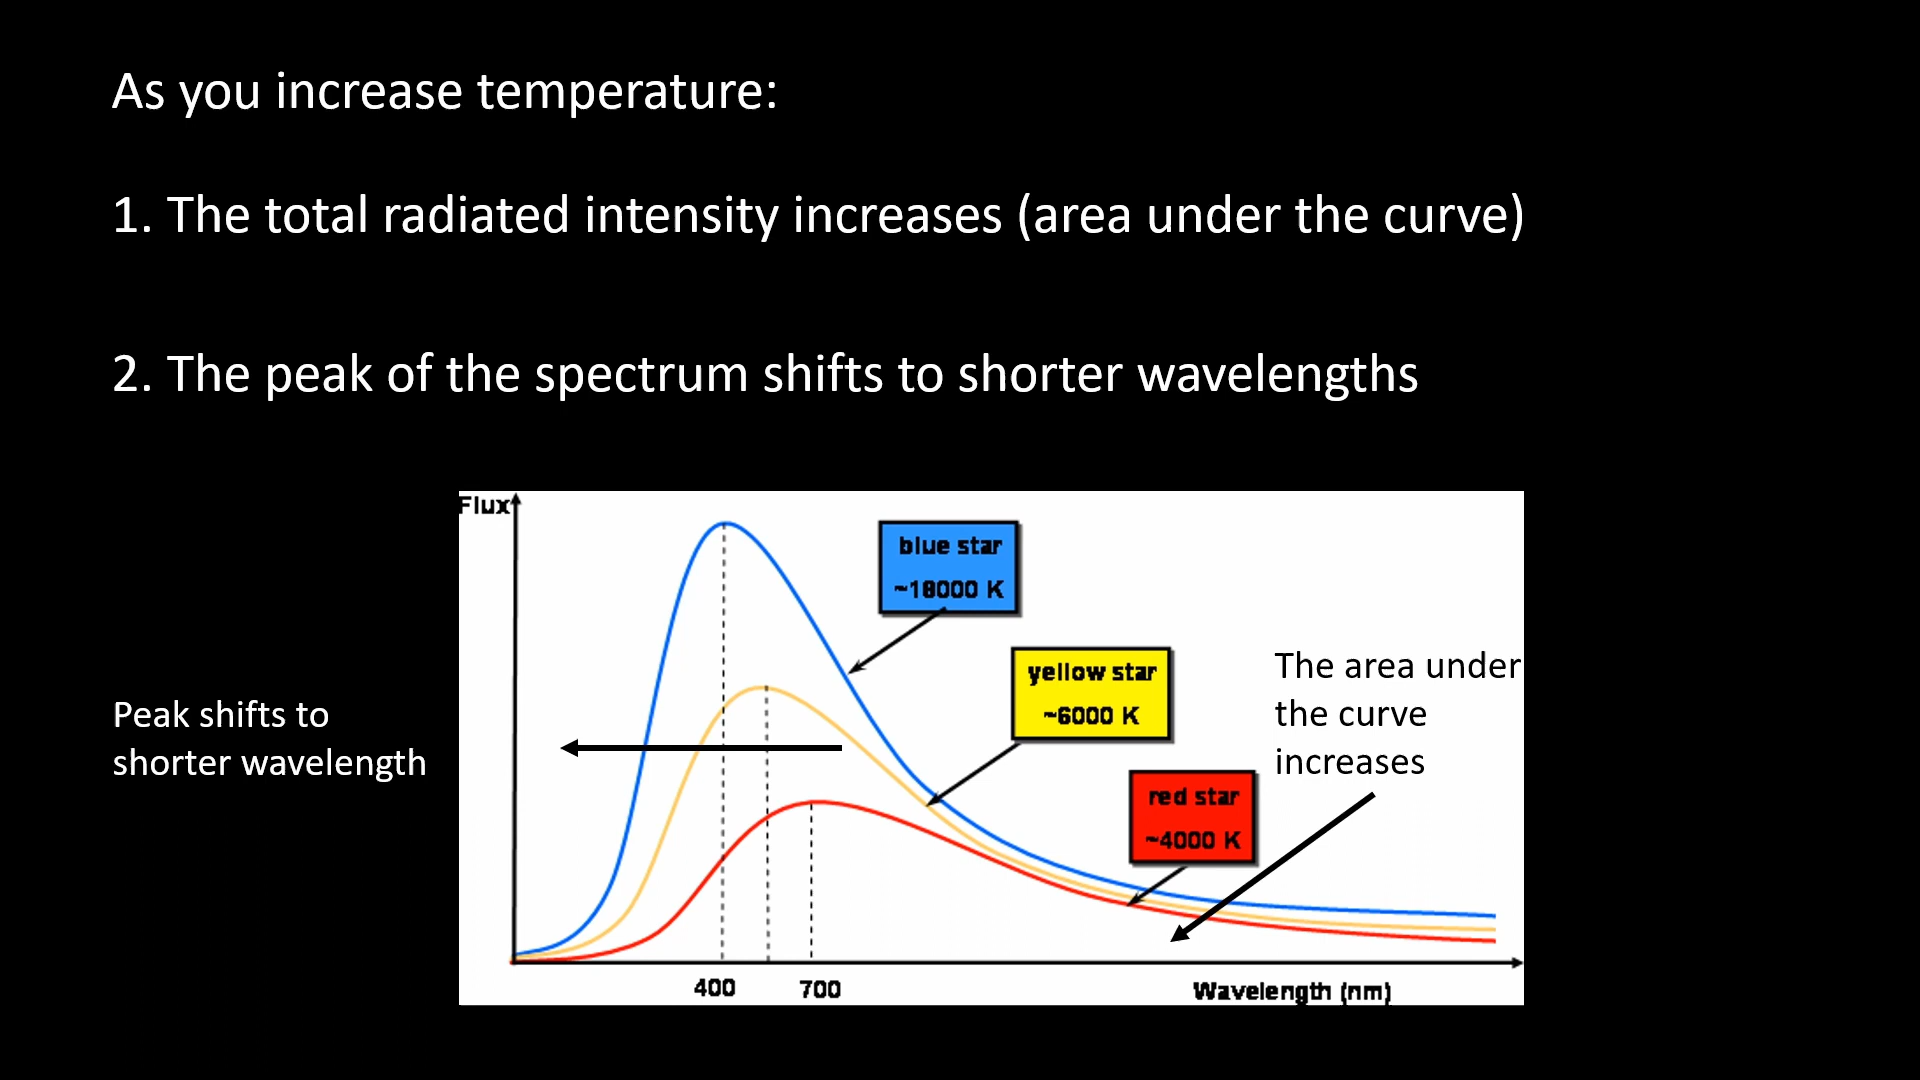 As you increase temperature:
1. The total radiated intensity increases (area under the curve)
2. The peak of the spectrum shifts to shorter wavelengths
Flux
blue star
~18000 K
yellow star
~6000 K
The area under
the curve
increases
Peak shifts to
shorter wavelength
red star
~4000 K
400
700
Wavelength (nm)